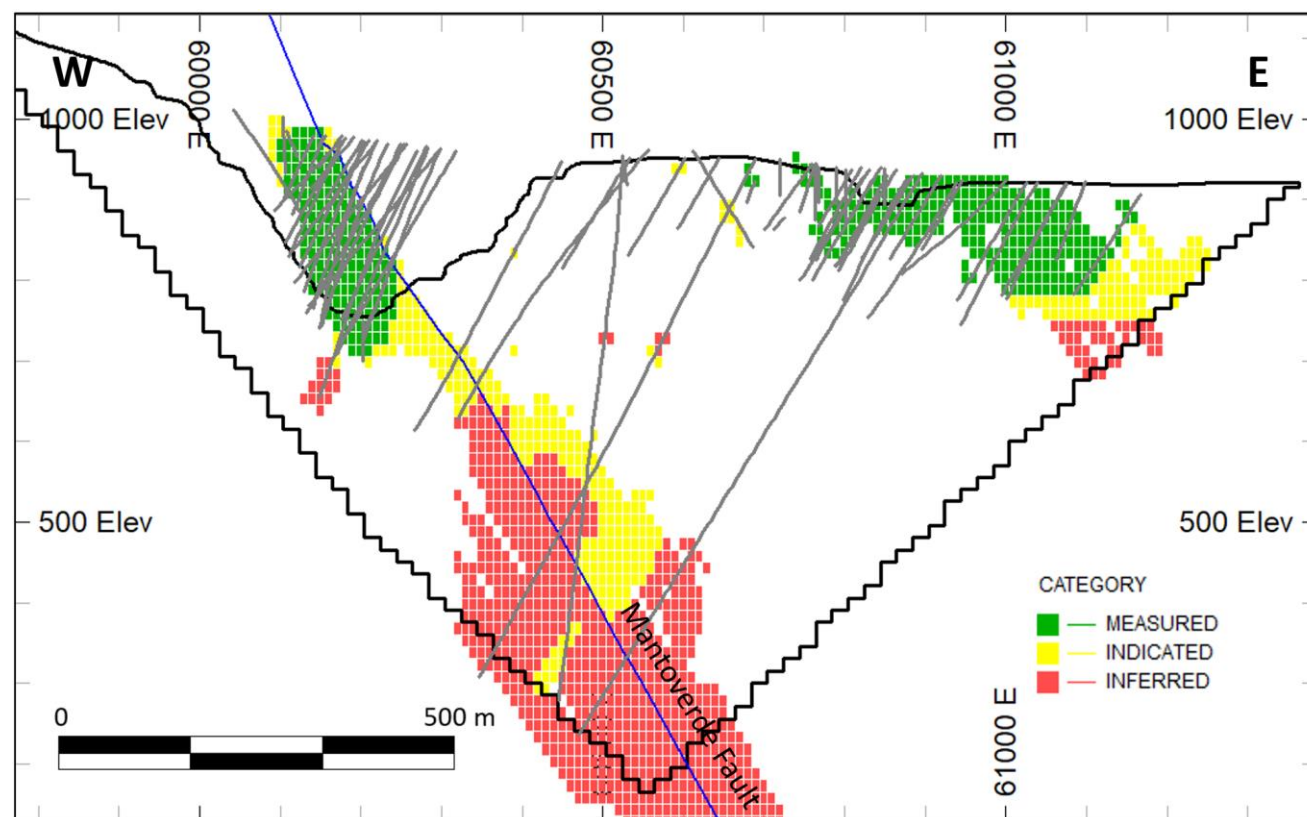 W
E
60000 E
60500 E
61000 E
1000 Elev
1000 Elev
500 Elev
500 Elev
CATEGORY
MEASURED
INDICATED
INFERRED
Mantoverde Fault
61000 E
0
500 m